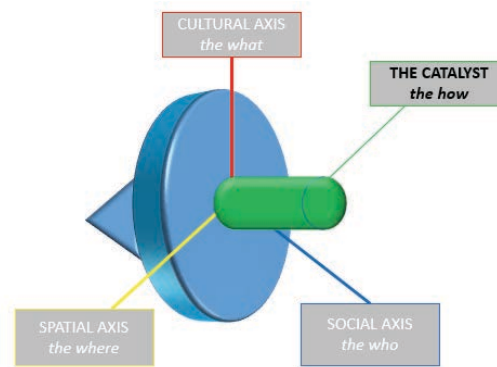 CULTURAL AXIS
the what
THE CATALYST
the how
SPATIAL AXIS
the where
SOCIAL AXIS
the who